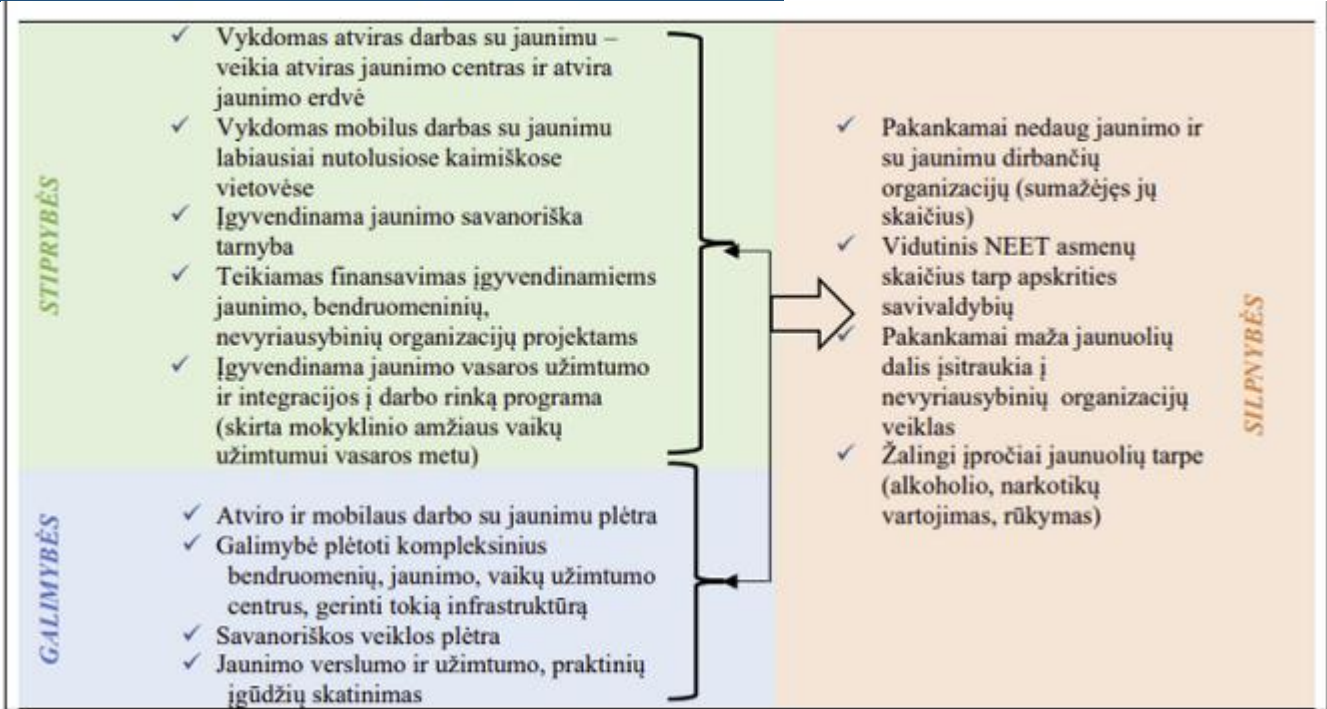 STIPRYBĖS
✓ Vykdomas atviras darbas su jaunimu –
veikia atviras jaunimo centras ir atvira
jaunimo erdvė
✓ Vykdomas mobilus darbas su jaunimu
labiausiai nutolusiose kaimiškose
vietovėse
✓ Įgyvendinama jaunimo savanoriška
tarnyba
✓ Teikiamas finansavimas įgyvendinamiems
jaunimo, bendruomeninių,
nevyriausybinių organizacijų projektams
✓ Įgyvendinama jaunimo vasaros užimtumo
ir integracijos į darbo rinką programa
(skirta mokyklinio amžiaus vaikų
užimtumui vasaros metu)
GALIMYBĖS
✓ Atviro ir mobilaus darbo su jaunimu plėtra
✓ Galimybė plėtoti kompleksinius
bendruomenių, jaunimo, vaikų užimtumo
centrus, gerinti tokią infrastruktūrą
✓ Savanoriškos veiklos plėtra
✓ Jaunimo verslumo ir užimtumo, praktinių
įgūdžių skatinimas
✓ Pakankamai nedaug jaunimo ir
su jaunimu dirbančių
organizacijų (sumažėjęs jų
skaičius)
✓ Vidutinis NEET asmenų
skaičius tarp apskrities
savivaldybių
✓ Pakankamai maža jaunuolių
dalis įsitraukia į
nevyriausybinių organizacijų
veiklas
✓ Žalingi įpročiai jaunuolių tarpe
(alkoholio, narkotikų
vartojimas, rūkymas)
SILPNYBĖS